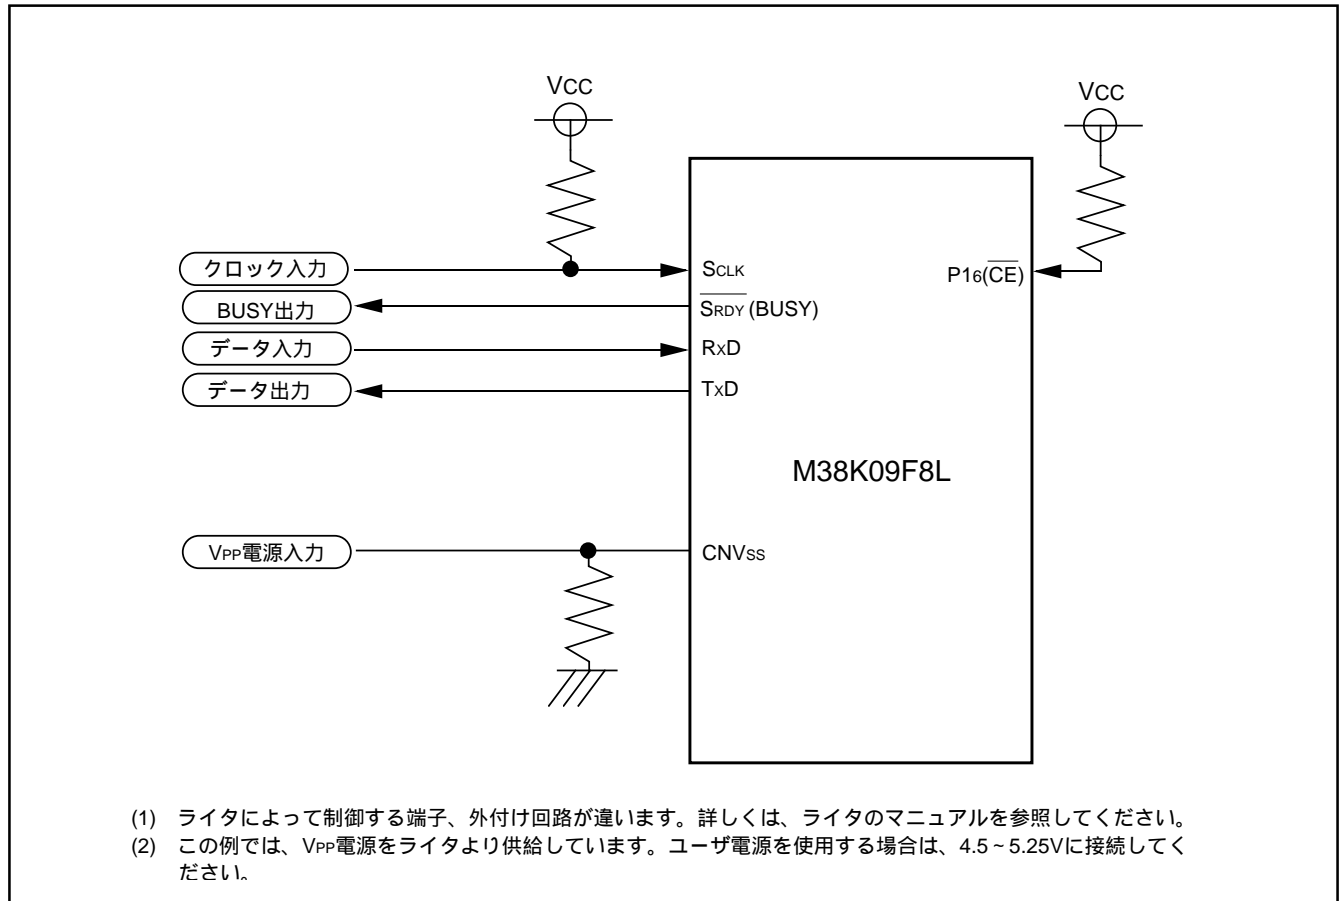 VCC
VCC
クロック入力
SCLK
P16(CE)
BUSY出力
SRDY (BUSY)
データ入力
RxD
データ出力
TxD
M38K09F8L
VPP電源入力
CNVSS
(1) ライタによって制御する端子、外付け回路が違います。詳しくは、ライタのマニュアルを参照してください。
(2) この例では、VPP電源をライタより供給しています。ユーザ電源を使用する場合は、4.5~5.25Vに接続してく
ださい。